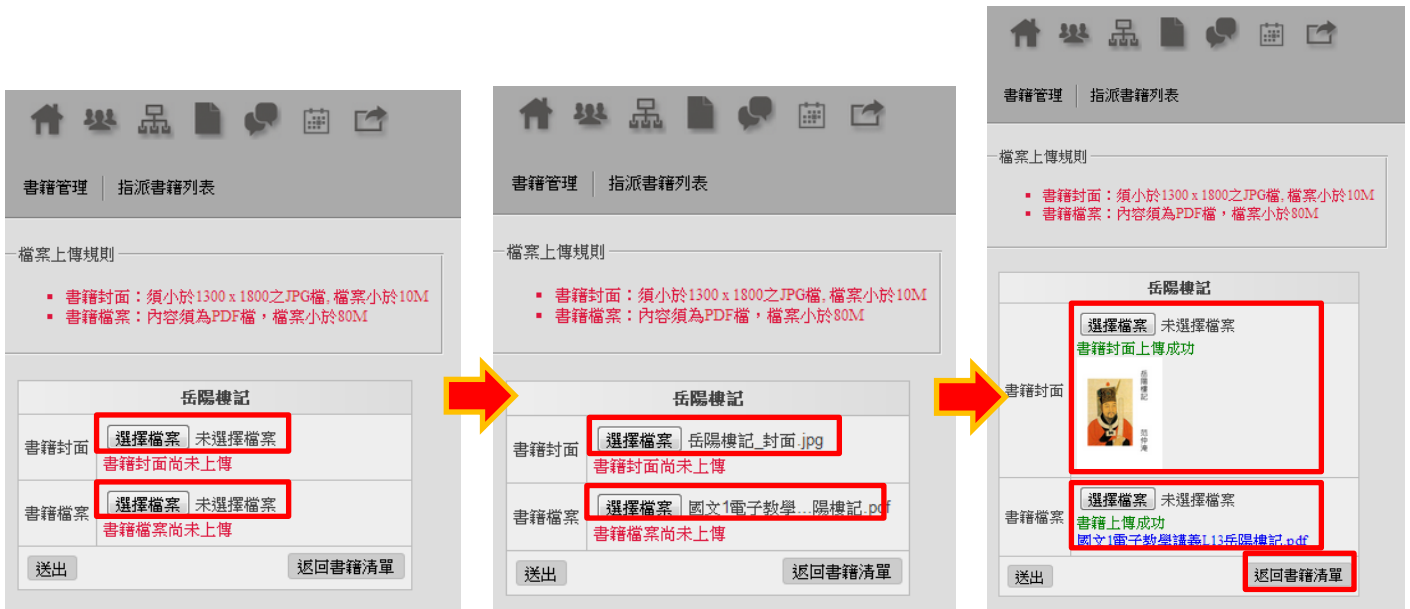 書籍管理 │ 指派書籍列表
檔案上傳規則
▪ 書籍封面：須小於1300 x 1800之JPG檔, 檔案小於10M
▪ 書籍檔案：內容須為PDF檔，檔案小於80M
岳陽樓記
書籍封面 選擇檔案 未選擇檔案
書籍封面尚未上傳
書籍檔案 選擇檔案 未選擇檔案
書籍檔案尚未上傳
送出 返回書籍清單
書籍管理 │ 指派書籍列表
檔案上傳規則
▪ 書籍封面：須小於1300 x 1800之JPG檔, 檔案小於10M
▪ 書籍檔案：內容須為PDF檔，檔案小於80M
岳陽樓記
書籍封面 選擇檔案 岳陽樓記_封面.jpg
書籍封面尚未上傳
書籍檔案 選擇檔案 國文1電子教學...陽樓記.pdf
書籍檔案尚未上傳
送出 返回書籍清單
書籍管理 │ 指派書籍列表
檔案上傳規則
▪ 書籍封面：須小於1300 x 1800之JPG檔, 檔案小於10M
▪ 書籍檔案：內容須為PDF檔，檔案小於80M
岳陽樓記
選擇檔案 未選擇檔案
書籍封面上傳成功
書籍封面
岳陽樓記
范仲淹
選擇檔案 未選擇檔案
書籍檔案
書籍上傳成功
國文1電子教學講義L13岳陽樓記.pdf
送出 返回書籍清單